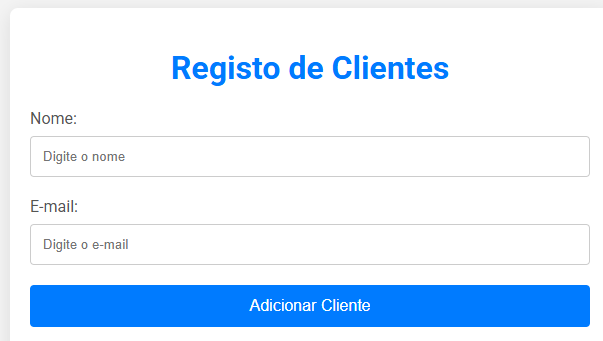 Registo de Clientes
Nome:
Digite o nome
E-mail:
Digite o e-mail
Adicionar Cliente